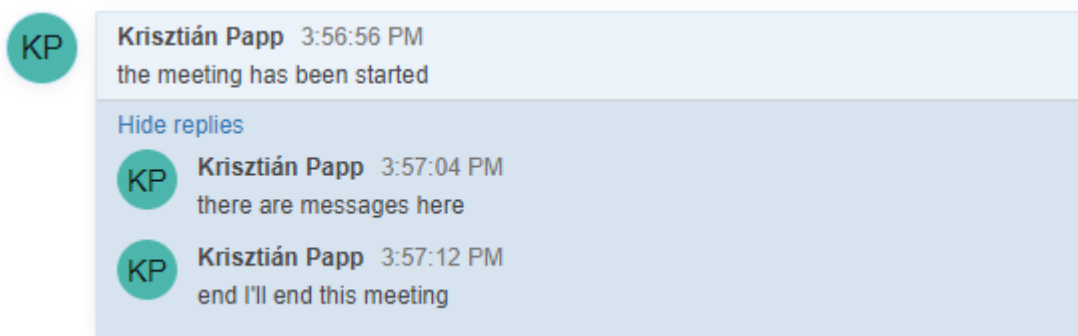 KP
Krisztián Papp 3:56:56 PM
the meeting has been started
Hide replies
KP
Krisztián Papp 3:57:04 PM
there are messages here
KP
Krisztián Papp 3:57:12 PM
end I'll end this meeting